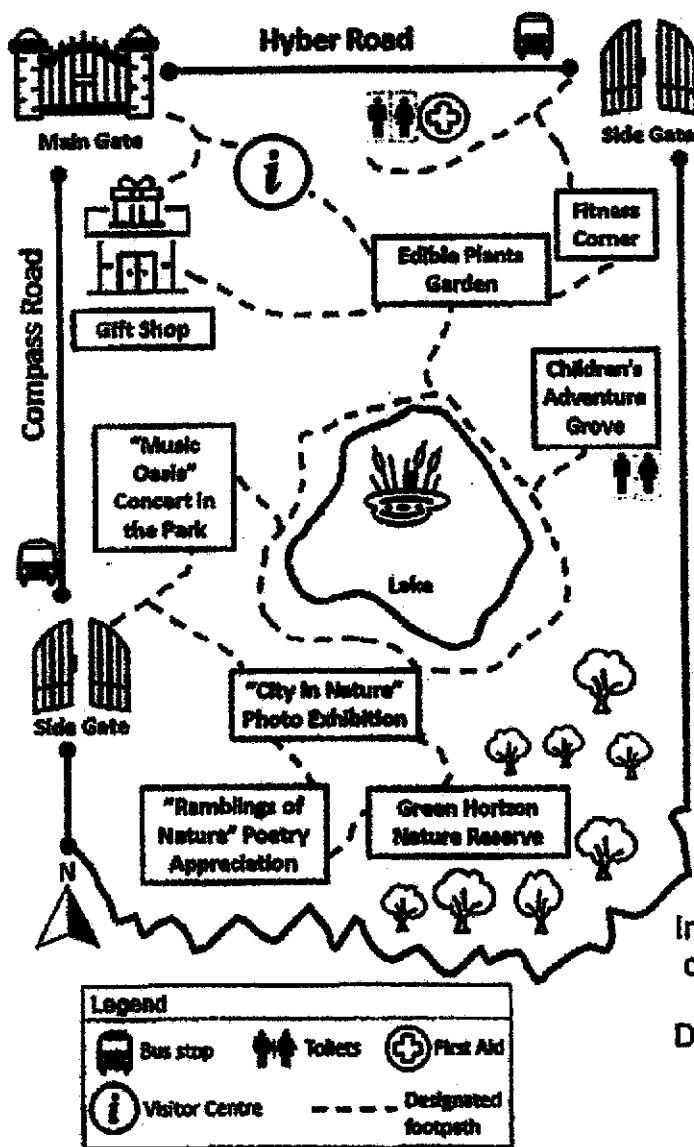 Hyber Road
Main Gate
Side Gate
i
Fitness
Corner
Edible Plants
Garden
Gift Shop
Compass Road
Children's
Adventure
Grove
"Music
Oasis"
Concert in
the Park
Lake
Side Gate
"City in Nature"
Photo Exhibition
"Ramblings of
Nature" Poetry
Appreciation
Green Horizon
Nature Reserve
N
D
Legend
Bus stop
Toilets
First Aid
i
Visitor Centre
Designated
footpath